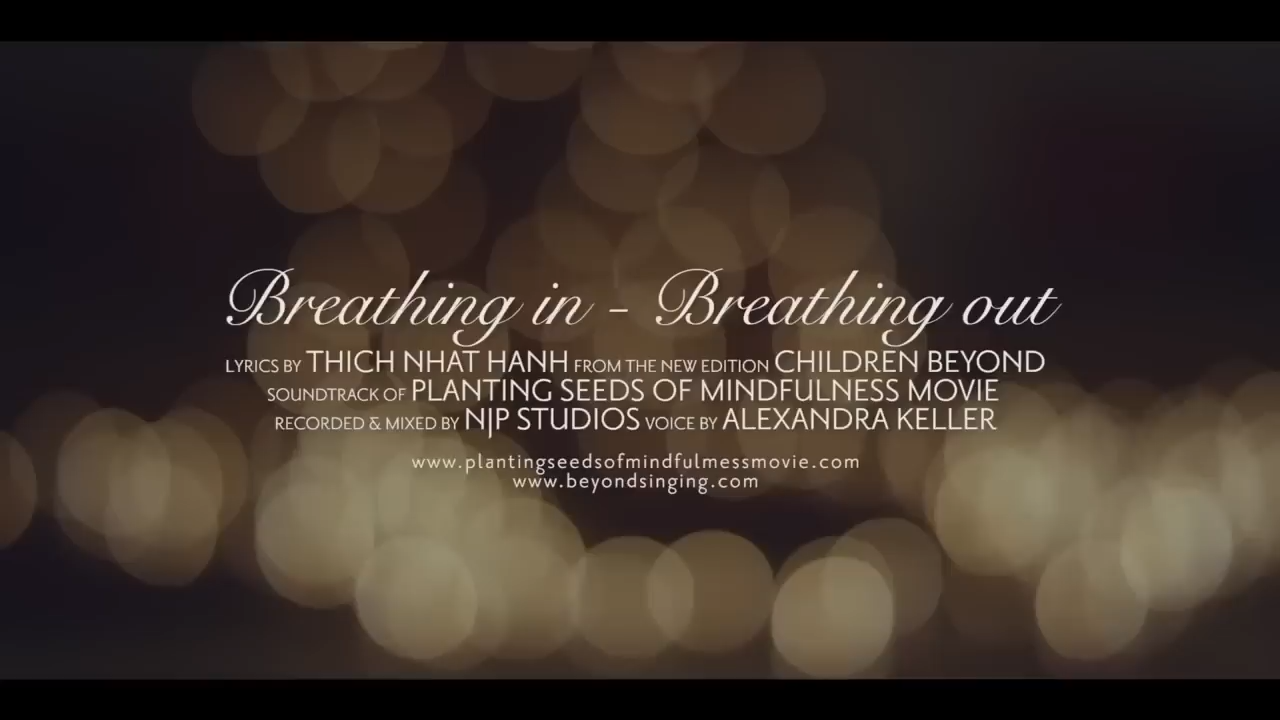 Breathing in - Breathing out
LYRICS BY THICH NHAT HANH FROM THE NEW EDITION CHILDREN BEYOND
SOUNDTRACK OF PLANTING SEEDS OF MINDFULNESS MOVIE
RECORDED & MIXED BY NJP STUDIOS VOICE BY ALEXANDRA KELLER
www.plantingseedsofmindfulmessmovie.com
www.beyondsinging.com